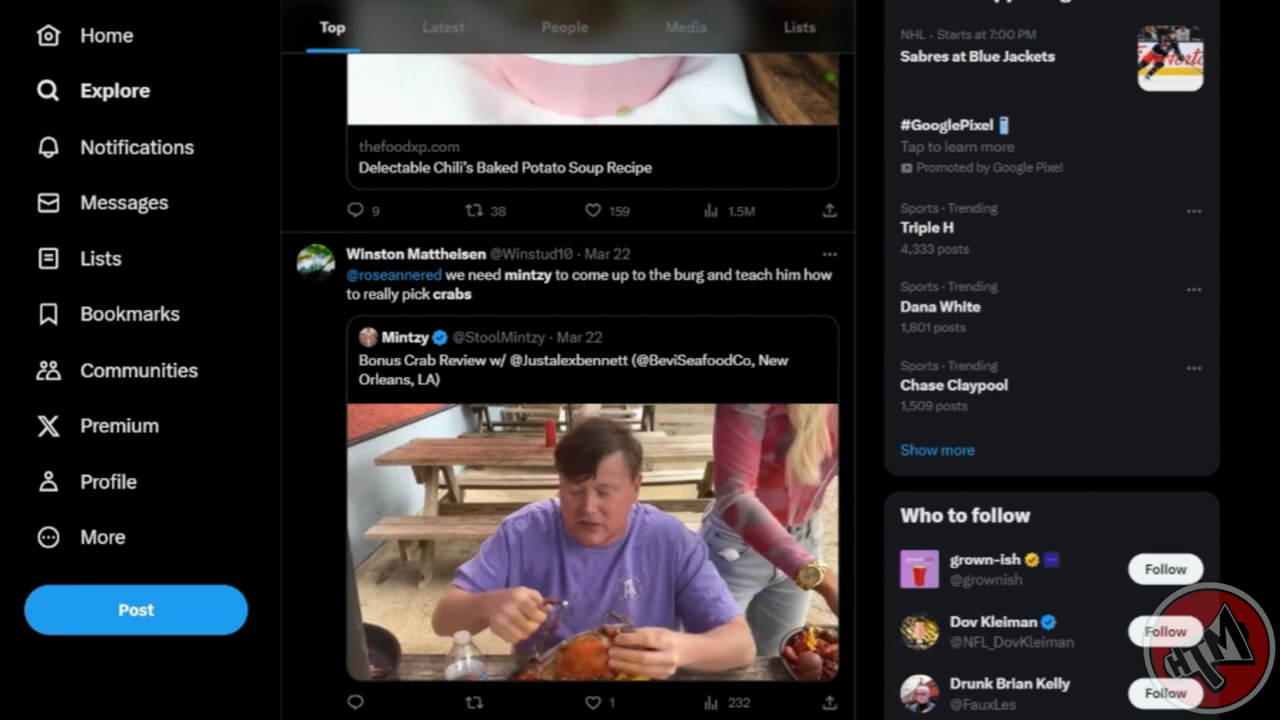 Home
Explore
Notifications
Messages
Lists
Bookmarks
Communities
Premium
Profile
More
Post
Top Latest People Media Lists
thefoodxp.com
Delectable Chili's Baked Potato Soup Recipe
9 38 159 1.5M
Winston Mattheisen @Winstud10 · Mar 22
@roseannered we need mintzy to come up to the burg and teach him how
to really pick crabs
Mintzy @StoolMintzy · Mar 22
Bonus Crab Review w/ @Justalexbennett (@BeviSeafoodCo, New
Orleans, LA)
1 232
NHL - Starts at 7:00 PM
Sabres at Blue Jackets
#GooglePixel
Tap to learn more
Promoted by Google Pixel
Sports · Trending
Triple H
4,333 posts
Sports · Trending
Dana White
1,801 posts
Sports · Trending
Chase Claypool
1,509 posts
Show more
Who to follow
grown-ish
@grownish
Follow
Dov Kleiman
@NFL_DovKleiman
Follow
Drunk Brian Kelly
@FauxLes
Follow
HTM